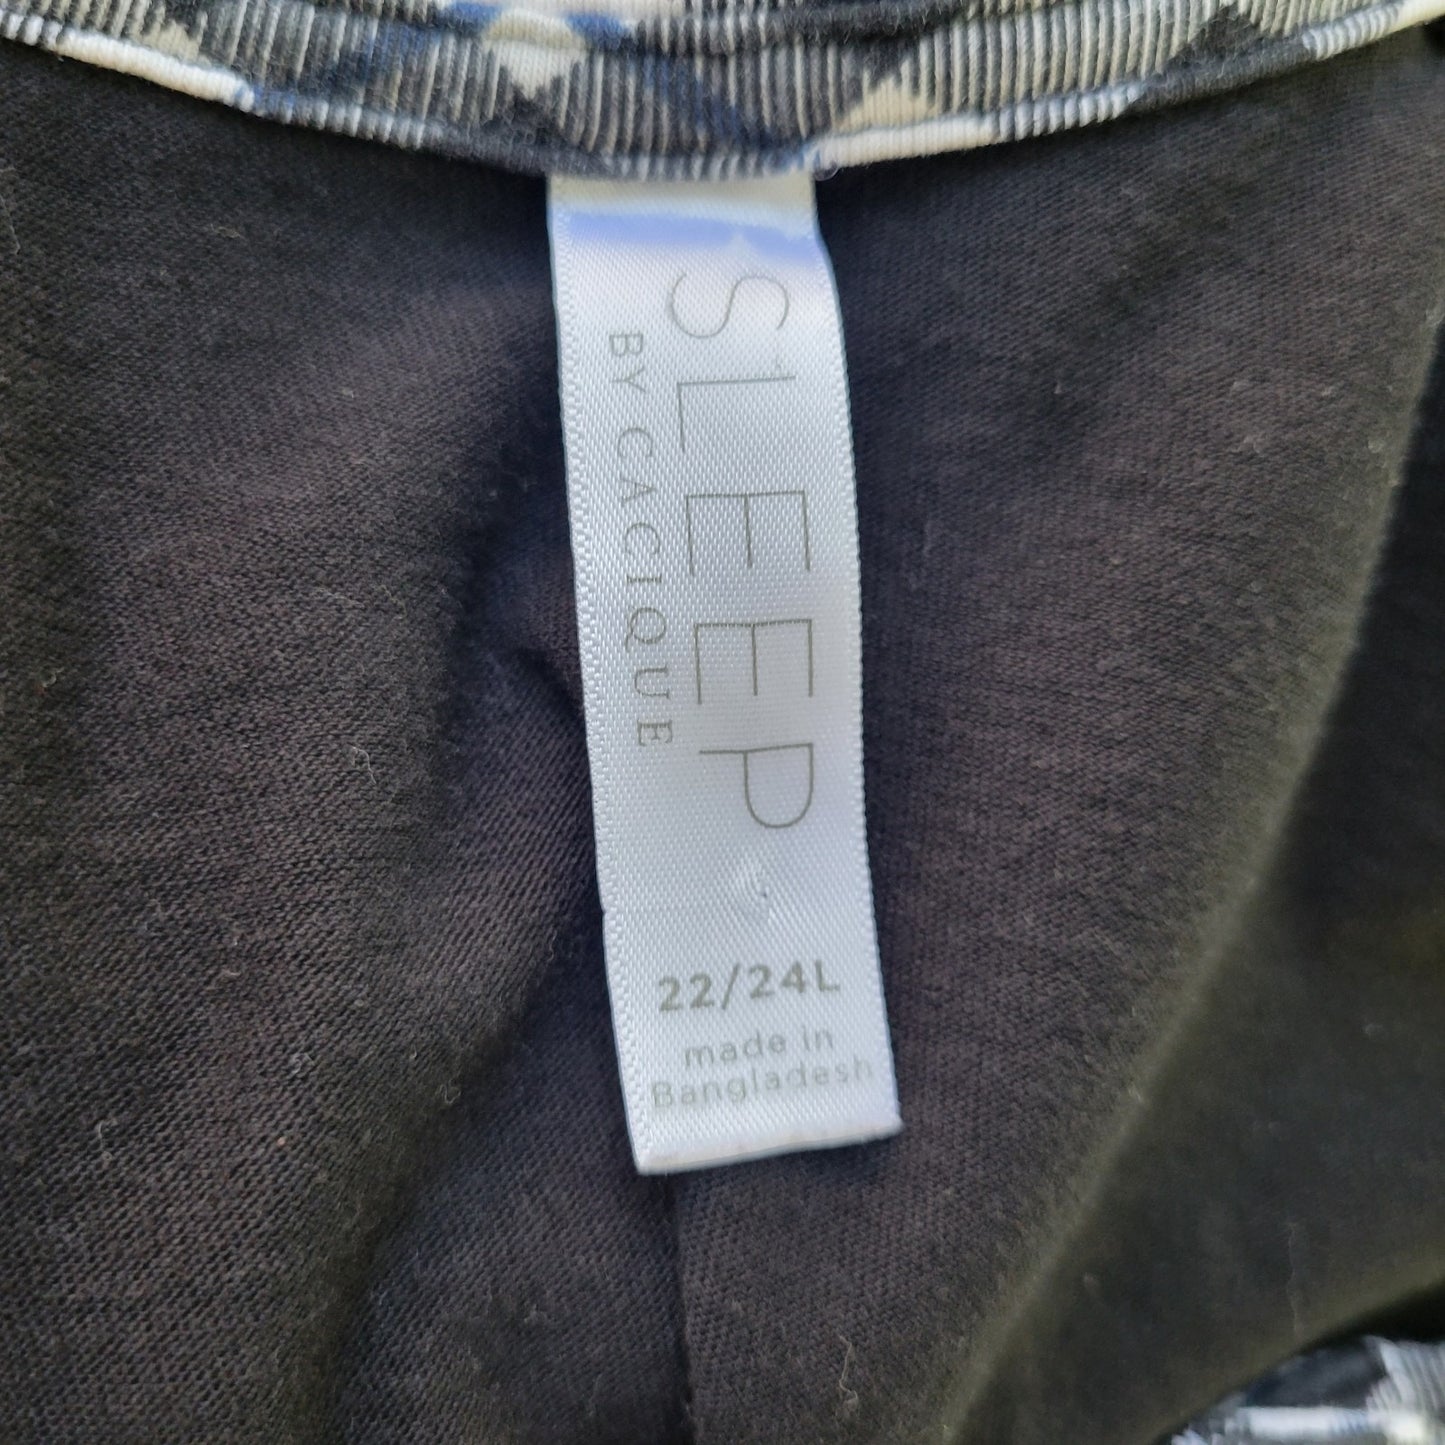 SLEEP
BY CACIQUE
22/24L
made in
Bangladesh